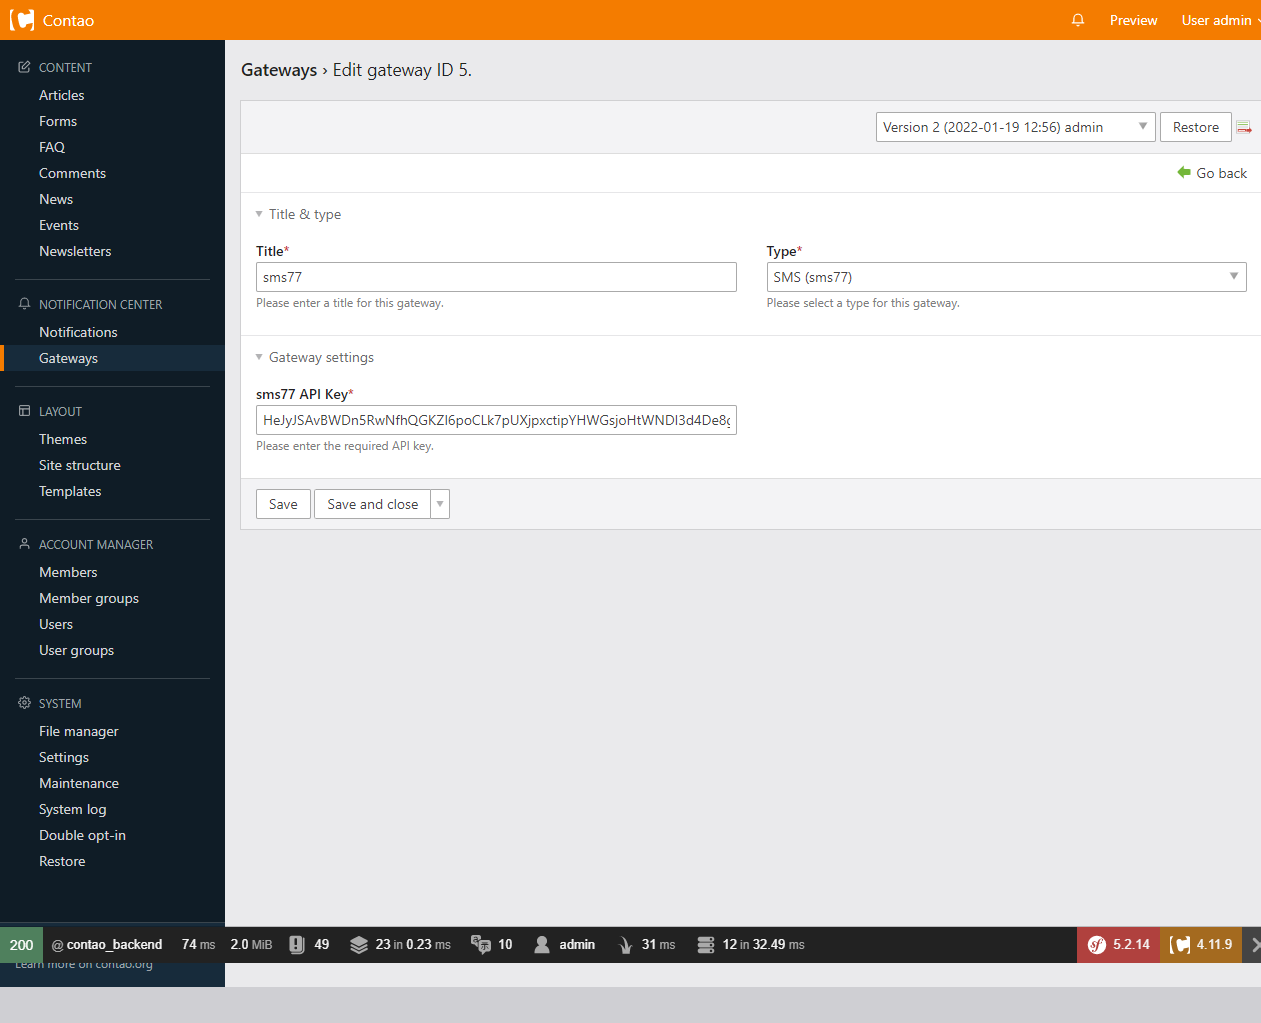 Contao
Preview
User admin
CONTENT
Articles
Forms
FAQ
Comments
News
Events
Newsletters
NOTIFICATION CENTER
Notifications
Gateways
LAYOUT
Themes
Site structure
Templates
ACCOUNT MANAGER
Members
Member groups
Users
User groups
SYSTEM
File manager
Settings
Maintenance
System log
Double opt-in
Restore
Learn more on contao.org
Gateways › Edit gateway ID 5.
Version 2 (2022-01-19 12:56) admin
Restore
Go back
Title & type
Title*
sms77
Please enter a title for this gateway.
Type*
SMS (sms77)
Please select a type for this gateway.
Gateway settings
sms77 API Key*
Please enter the required API key.
Save
Save and close
200 @ contao_backend 74 ms 2.0 MiB 49 23 in 0.23 ms 10 admin 31 ms 12 in 32.49 ms 5.2.14 4.11.9